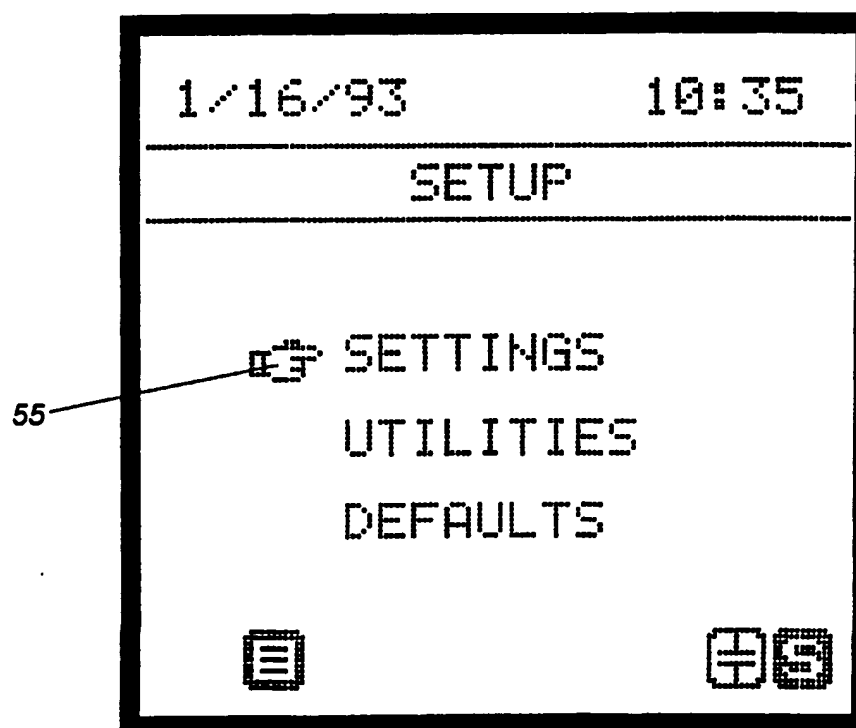 1/16/93 10:35
SETUP
SETTINGS
55
UTILITIES
DEFAULTS